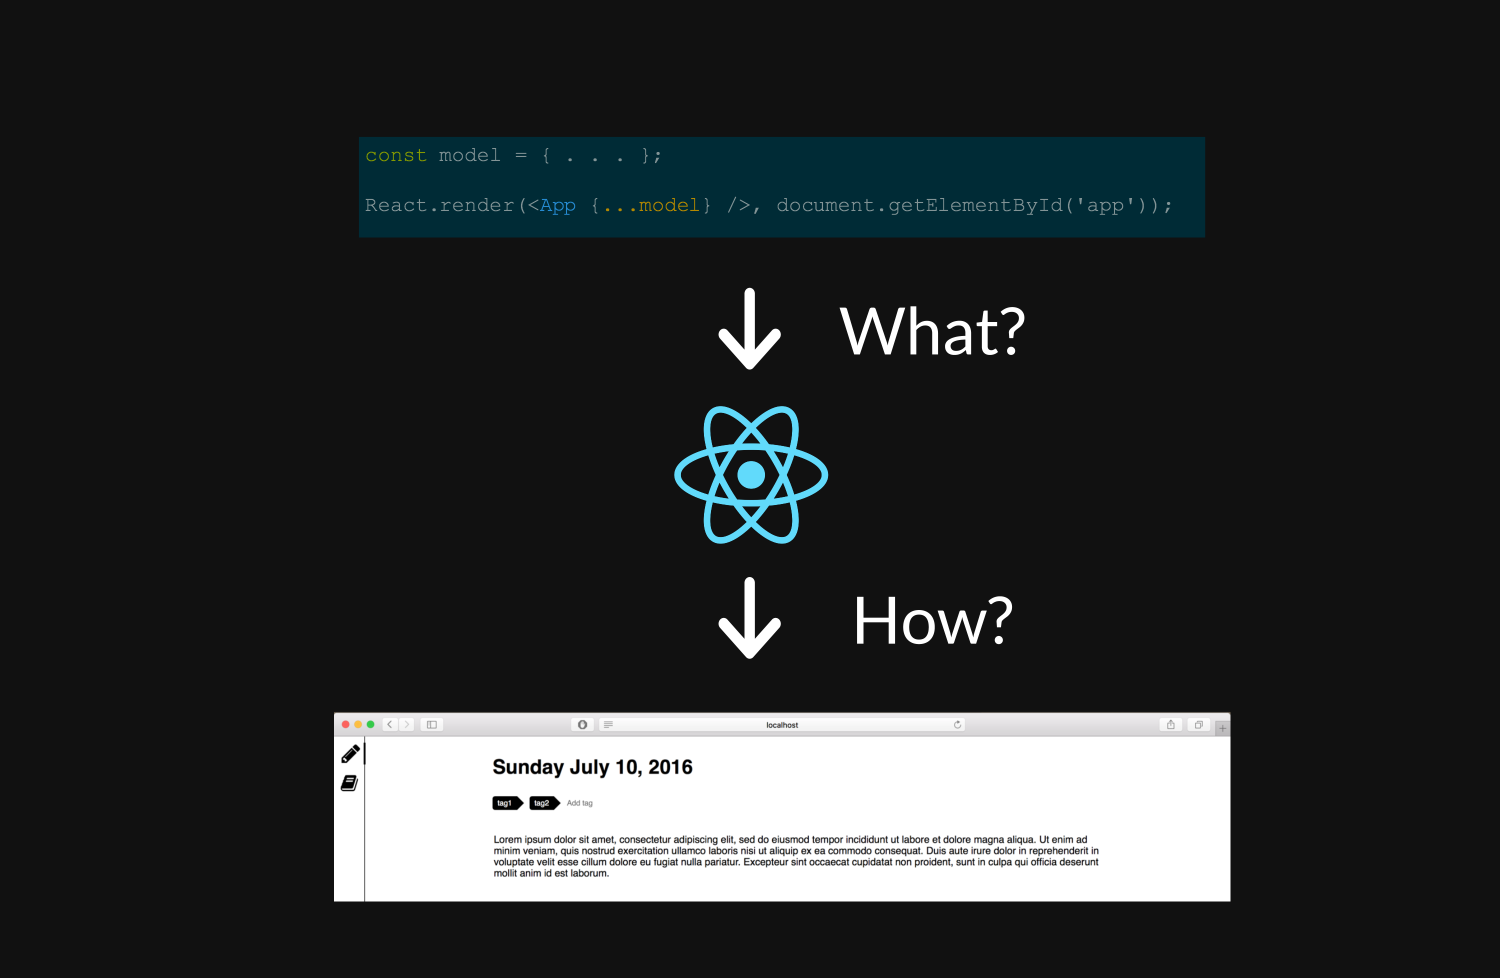 const model = { . . . };
React.render(<App {...model} />, document.getElementById('app'));
What?
How?
localhost
Sunday July 10, 2016
tag1 tag2 Add tag
Lorem ipsum dolor sit amet, consectetur adipiscing elit, sed do eiusmod tempor incididunt ut labore et dolore magna aliqua. Ut enim ad
minim veniam, quis nostrud exercitation ullamco laboris nisi ut aliquip ex ea commodo consequat. Duis aute irure dolor in reprehenderit in
voluptate velit esse cillum dolore eu fugiat nulla pariatur. Excepteur sint occaecat cupidatat non proident, sunt in culpa qui officia deserunt
mollit anim id est laborum.